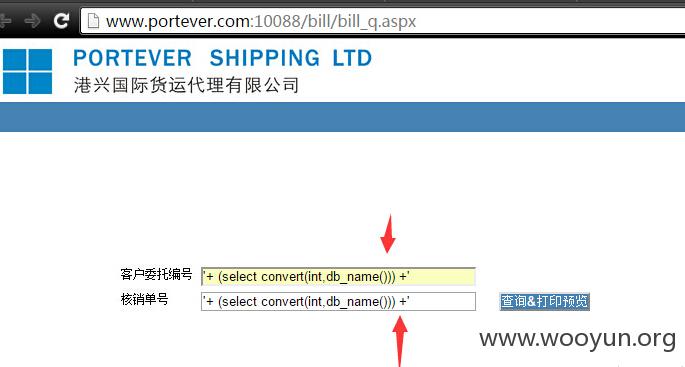 www.portever.com:10088/bill/bill_q.aspx
PORTEVER SHIPPING LTD
港兴国际货运代理有限公司
客户委托编号 '+ (select convert(int,db_name())) +'
核销单号 '+ (select convert(int,db_name())) +' 查询&打印预览
www.wooyun.org